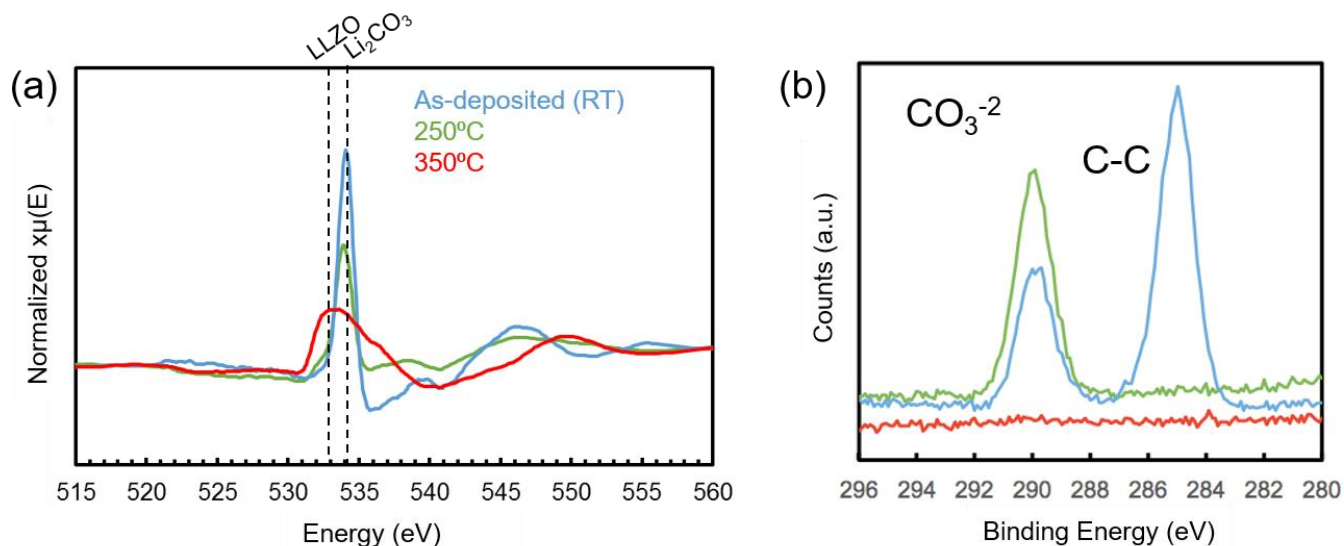 (a)
LLZO
Li₂CO₃
As-deposited (RT)
250ºC
350ºC
Normalized xμ(E)
515 520 525 530 535 540 545 550 555 560
Energy (eV)
(b)
CO₃⁻²
C-C
Counts (a.u.)
296 294 292 290 288 286 284 282 280
Binding Energy (eV)